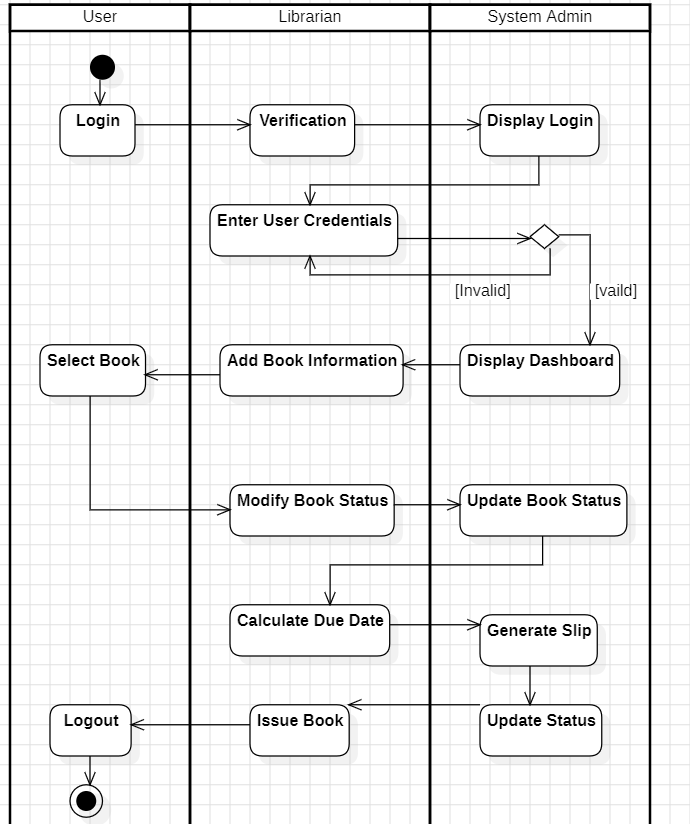 User
Librarian
System Admin
Login
Verification
Display Login
Enter User Credentials
[Invalid]
[vaild]
Select Book
Add Book Information
Display Dashboard
Modify Book Status
Update Book Status
Calculate Due Date
Generate Slip
Logout
Issue Book
Update Status